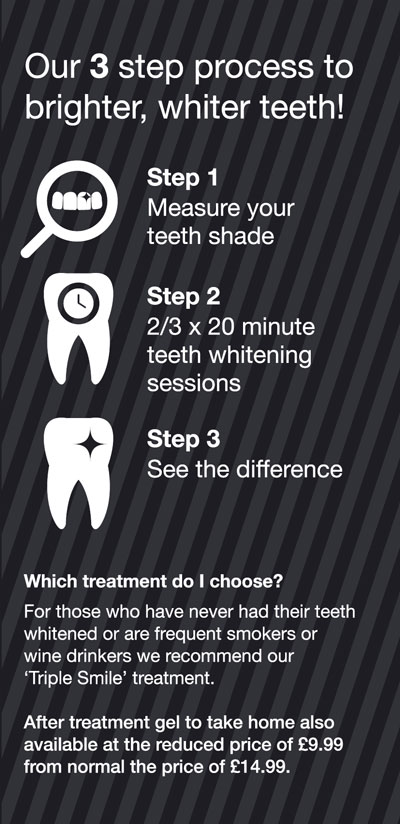 Our 3 step process to
brighter, whiter teeth!
Step 1
Measure your
teeth shade
Step 2
2/3 x 20 minute
teeth whitening
sessions
Step 3
See the difference
Which treatment do I choose?
For those who have never had their teeth
whitened or are frequent smokers or
wine drinkers we recommend our
‘Triple Smile’ treatment.
After treatment gel to take home also
available at the reduced price of £9.99
from normal the price of £14.99.